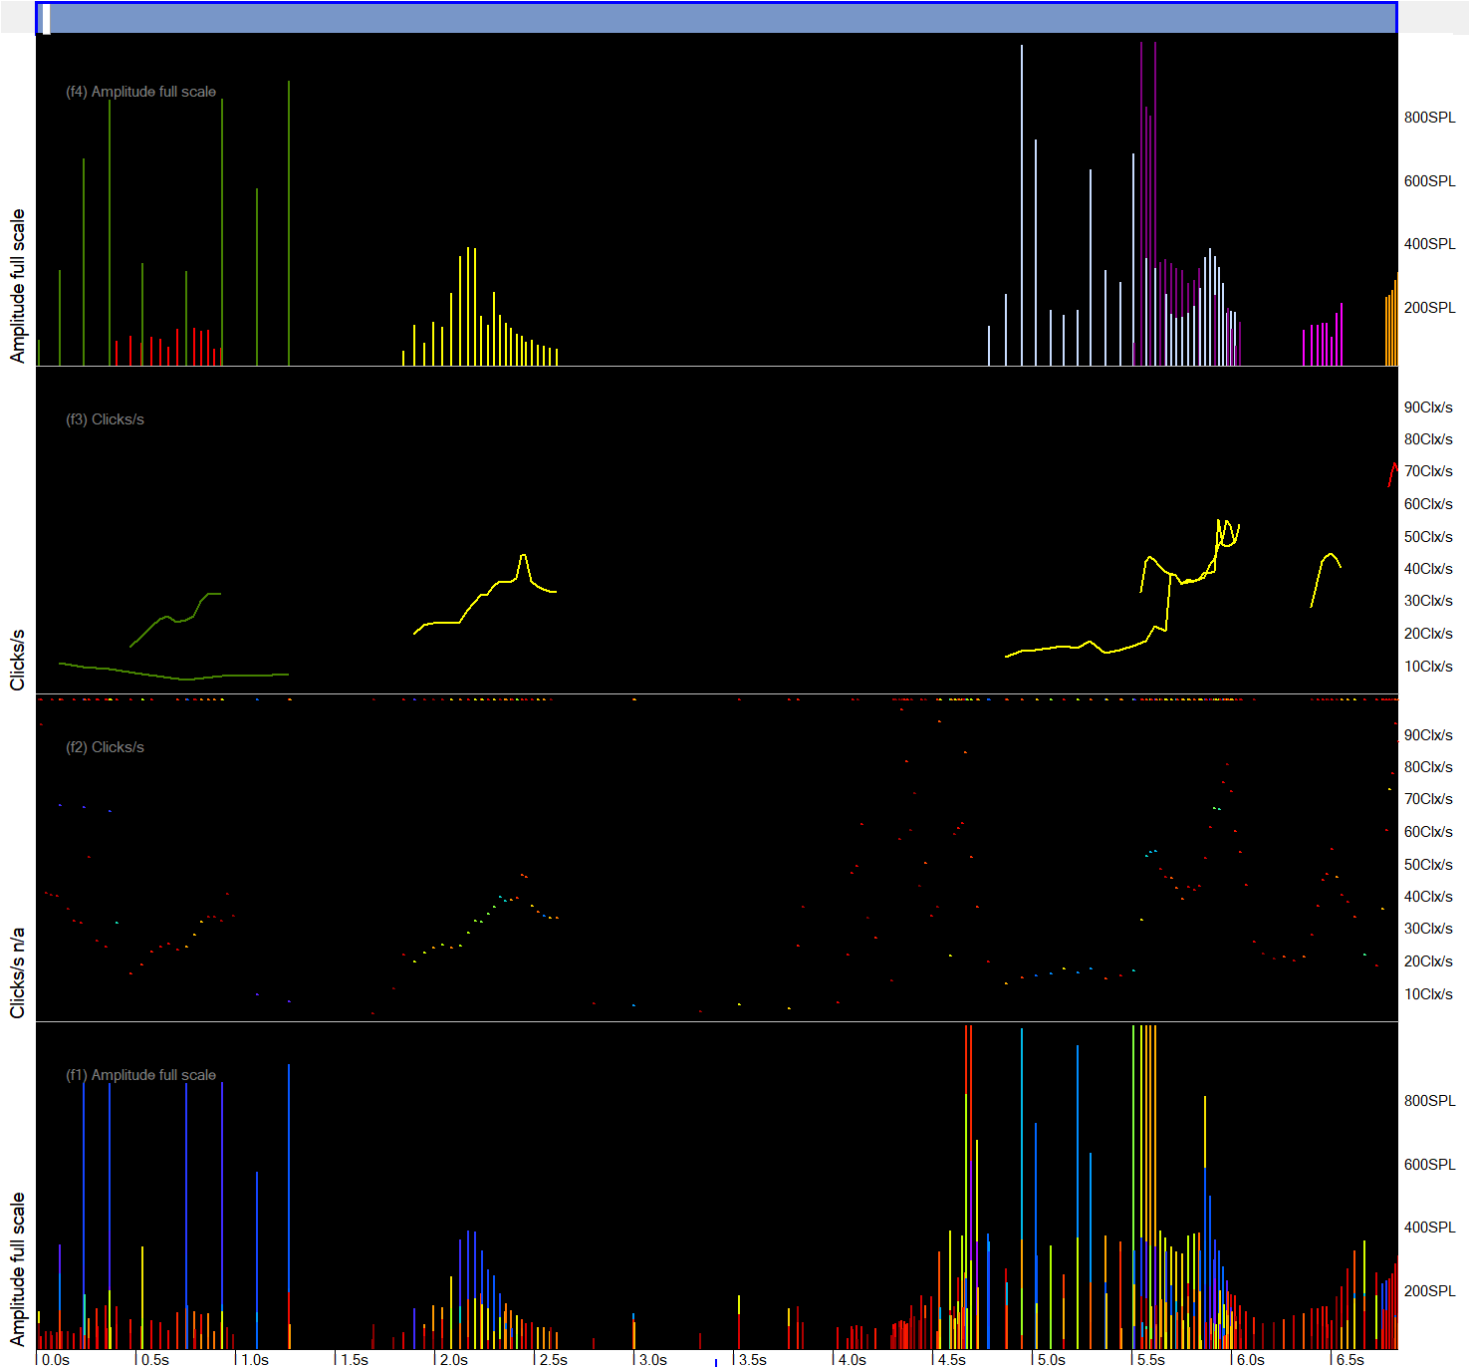 (f4) Amplitude full scale
800SPL
600SPL
400SPL
200SPL
Amplitude full scale
(f3) Clicks/s
90Clx/s
80Clx/s
70Clx/s
60Clx/s
50Clx/s
40Clx/s
30Clx/s
20Clx/s
10Clx/s
Clicks/s
(f2) Clicks/s
90Clx/s
80Clx/s
70Clx/s
60Clx/s
50Clx/s
40Clx/s
30Clx/s
20Clx/s
10Clx/s
Clicks/s n/a
(f1) Amplitude full scale
800SPL
600SPL
400SPL
200SPL
Amplitude full scale
0.0s 0.5s 1.0s 1.5s 2.0s 2.5s 3.0s 3.5s 4.0s 4.5s 5.0s 5.5s 6.0s 6.5s